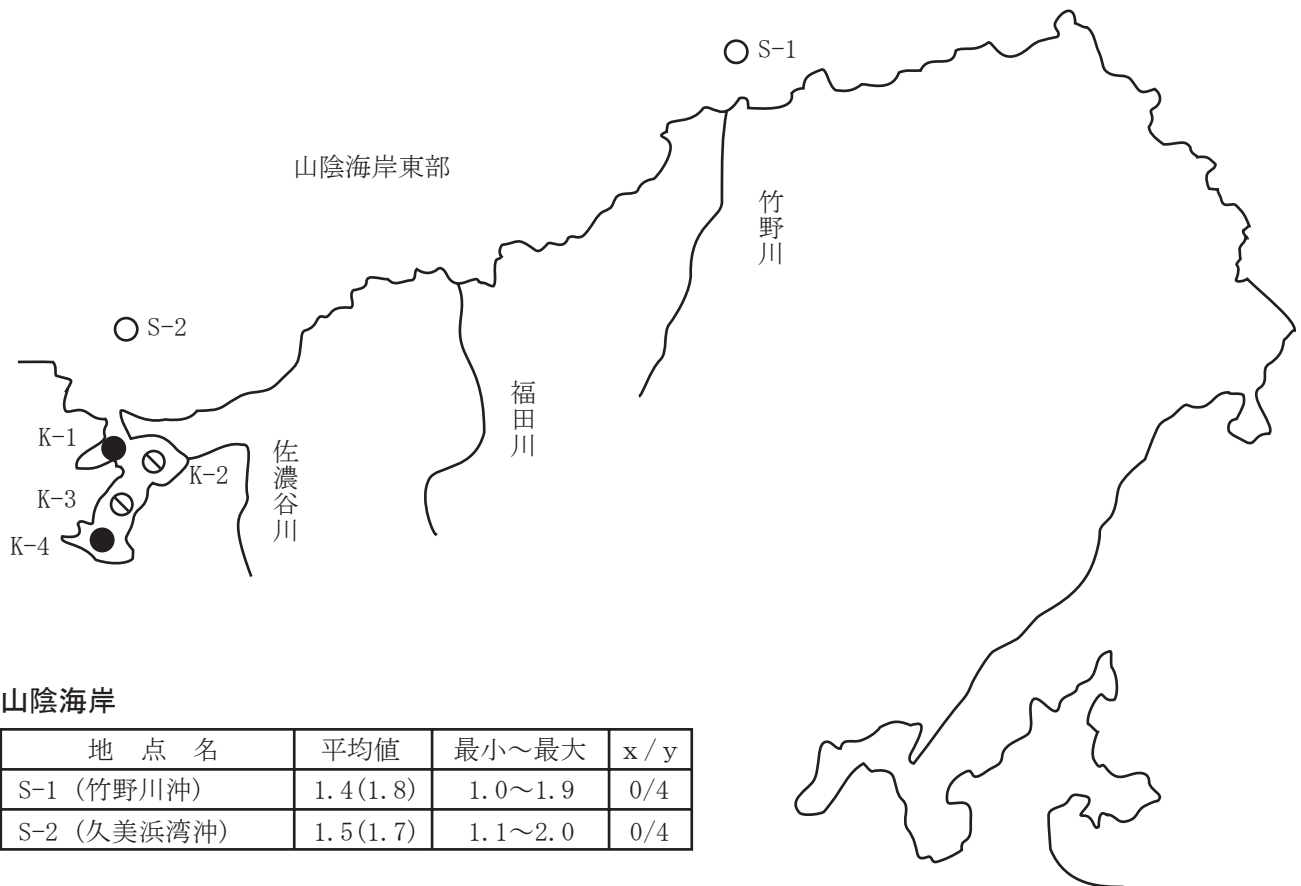 S-1
山陰海岸東部
竹野川
S-2
福田川
K-1
佐濃谷川
K-2
K-3
K-4
山陰海岸
地 点 名 平均値 最小～最大 x/y
S-1 (竹野川沖) 1.4(1.8) 1.0～1.9 0/4
S-2 (久美浜湾沖) 1.5(1.7) 1.1～2.0 0/4